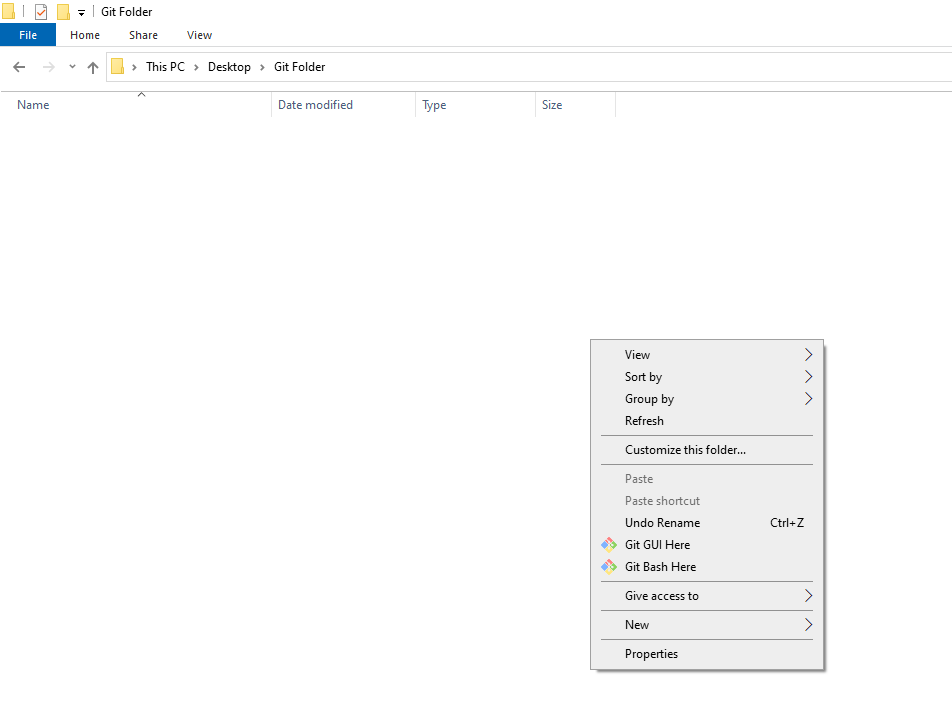 Git Folder
File Home Share View
This PC Desktop Git Folder
Name Date modified Type Size
View
Sort by
Group by
Refresh
Customize this folder...
Paste
Paste shortcut
Undo Rename Ctrl+Z
Git GUI Here
Git Bash Here
Give access to
New
Properties